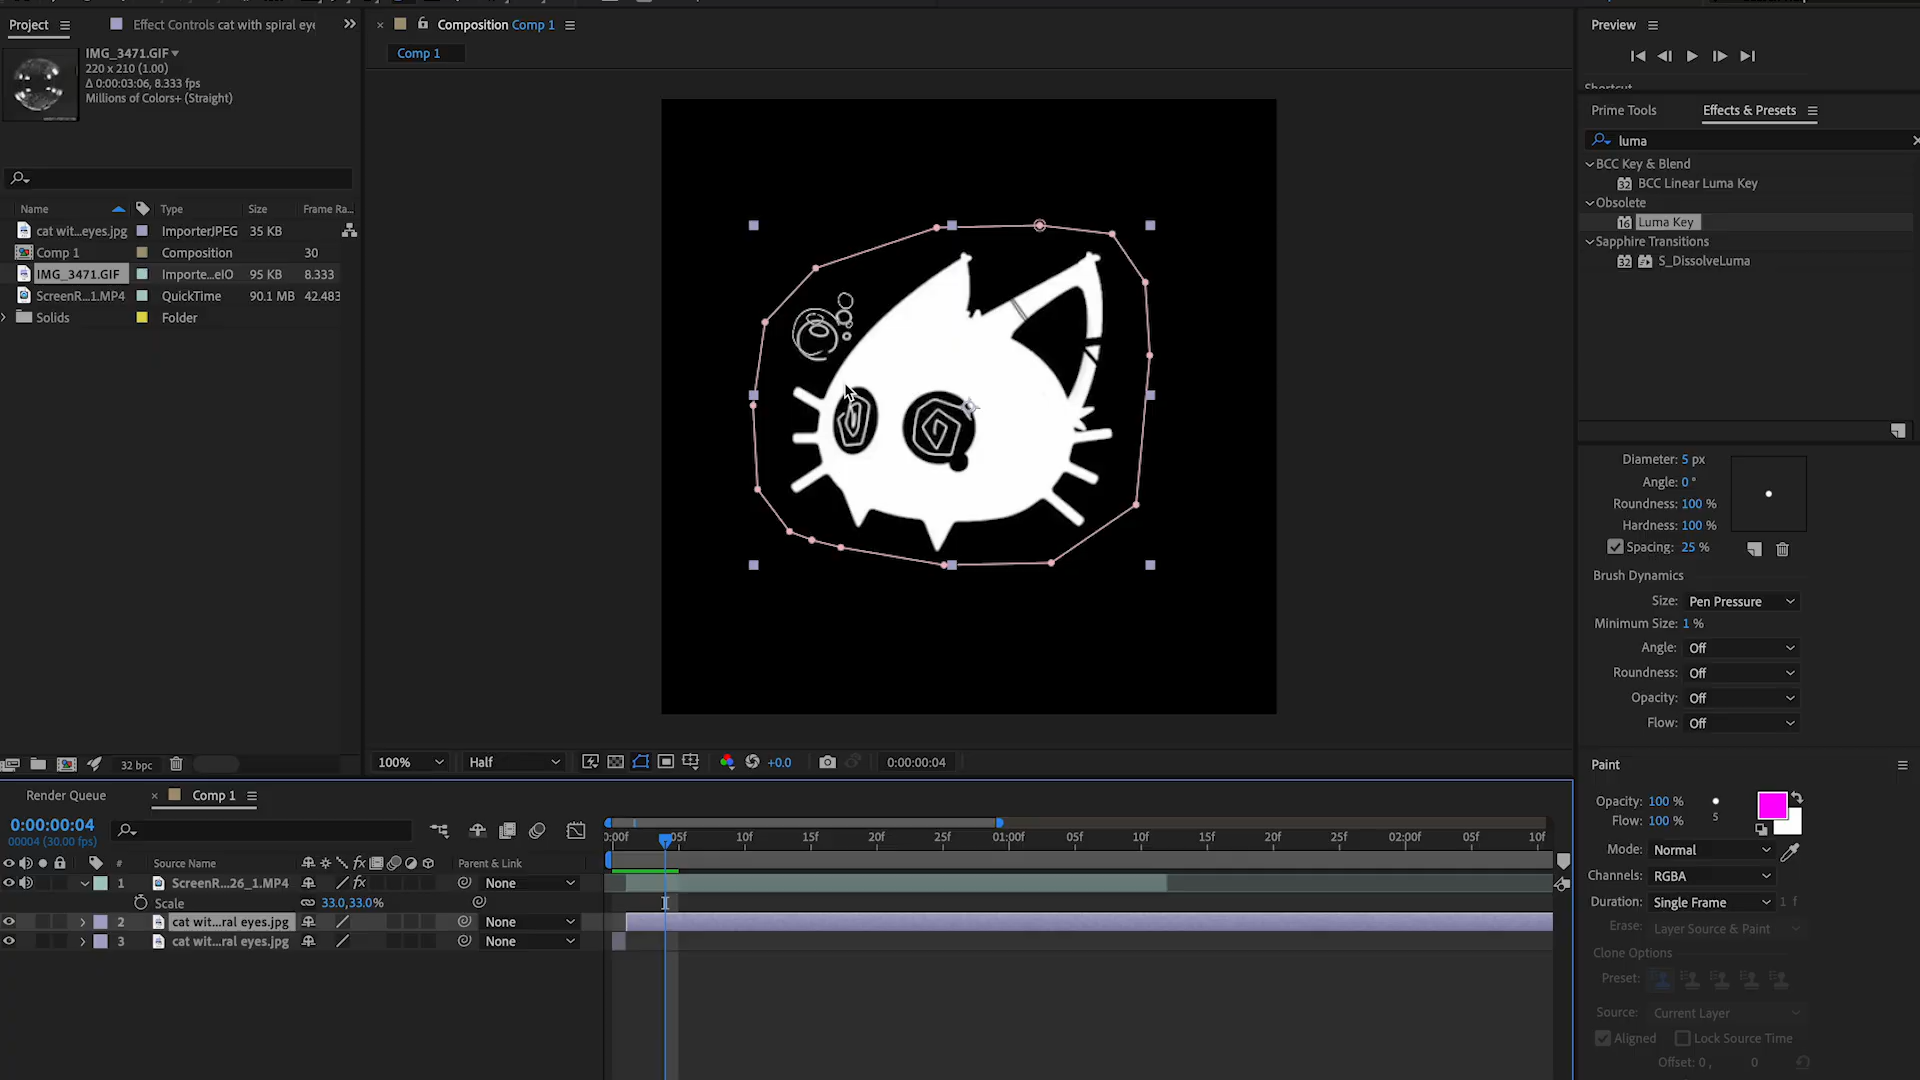 Project
Effect Controls cat with spiral eye
IMG_3471.GIF
220 x 210 (1.00)
Δ 0:00:03:06, 8.333 fps
Millions of Colors+ (Straight)
Name Type Size Frame Ra...
cat wit...eyes.jpg ImporterJPEG 35 KB
Comp 1 Composition 30
IMG_3471.GIF Importe...eIO 95 KB 8.333
ScreenR...1.MP4 QuickTime 90.1 MB 42.483
Solids Folder
32 bpc
Composition Comp 1
Comp 1
100% Half +0.0 0:00:00:04
Preview
Prime Tools Effects & Presets
luma
BCC Key & Blend
32 BCC Linear Luma Key
Obsolete
16 Luma Key
Sapphire Transitions
32 S_DissolveLuma
Diameter: 5 px
Angle: 0 °
Roundness: 100 %
Hardness: 100 %
Spacing: 25 %
Brush Dynamics
Size: Pen Pressure
Minimum Size: 1 %
Angle: Off
Roundness: Off
Opacity: Off
Flow: Off
Paint
Opacity: 100 %
Flow: 100 %
S
Mode: Normal
Channels: RGBA
Duration: Single Frame 1 f
Erase: Layer Source & Paint
Clone Options
Preset:
Source: Current Layer
Aligned Lock Source Time
Offset: 0 , 0
Render Queue Comp 1
0:00:00:04
00004 (30.00 fps)
:00f 05f 10f 15f 20f 25f 01:00f 05f 10f 15f 20f 25f 02:00f 05f 10f
# Source Name fx Parent & Link
1 ScreenR...26_1.MP4 fx None
Scale 33.0,33.0%
2 cat wit...ral eyes.jpg None
3 cat wit...ral eyes.jpg None